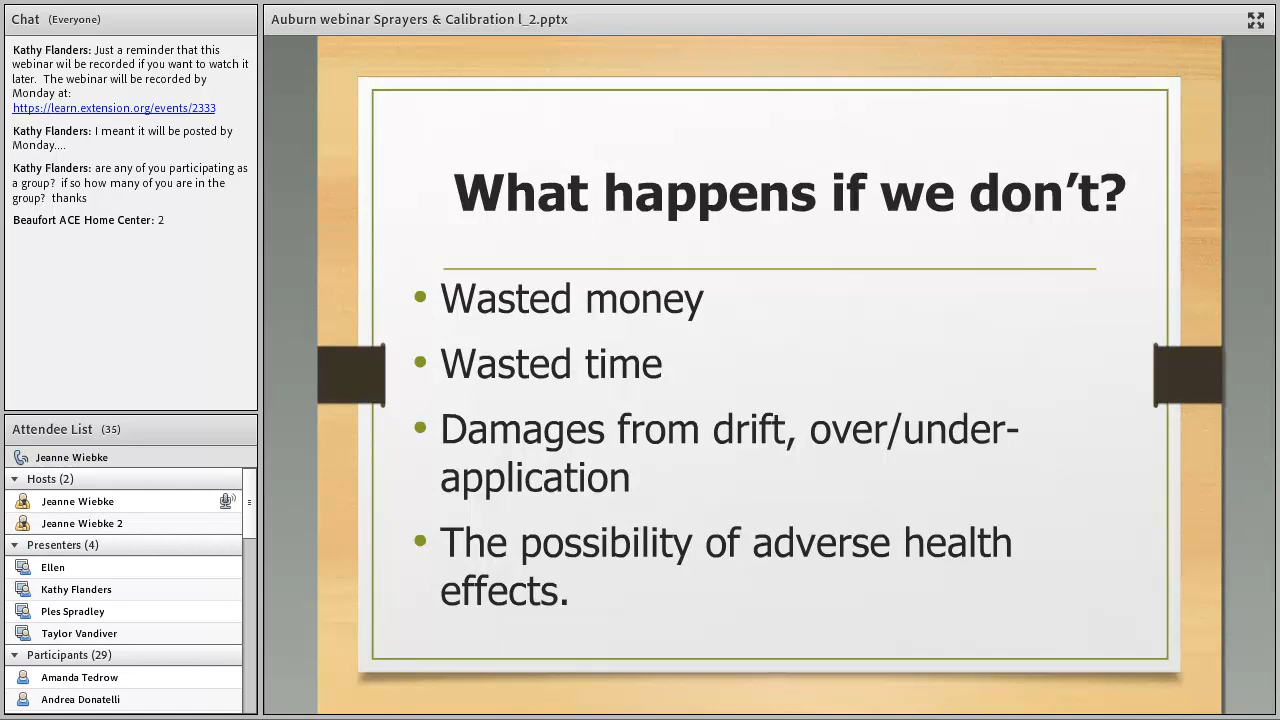 Chat (Everyone)
Kathy Flanders: Just a reminder that this
webinar wil be recorded if you want to watch it
later. The webinar will be recorded by
Monday at:
https://learn.extension.org/events/2333
Kathy Flanders: I meant it will be posted by
Monday....
Kathy Flanders: are any of you participating as
a group? if so how many of you are in the
group? thanks
Beaufort ACE Home Center: 2
Attendee List (35)
Jeanne Wiebke
Hosts (2)
Jeanne Wiebke
Jeanne Wiebke 2
Presenters (4)
Ellen
Kathy Flanders
Ples Spradley
Taylor Vandiver
Participants (29)
Amanda Tedrow
Andrea Donatelli
Auburn webinar Sprayers & Calibration l_2.pptx
What happens if we don’t?
• Wasted money
• Wasted time
• Damages from drift, over/under-
application
• The possibility of adverse health
effects.